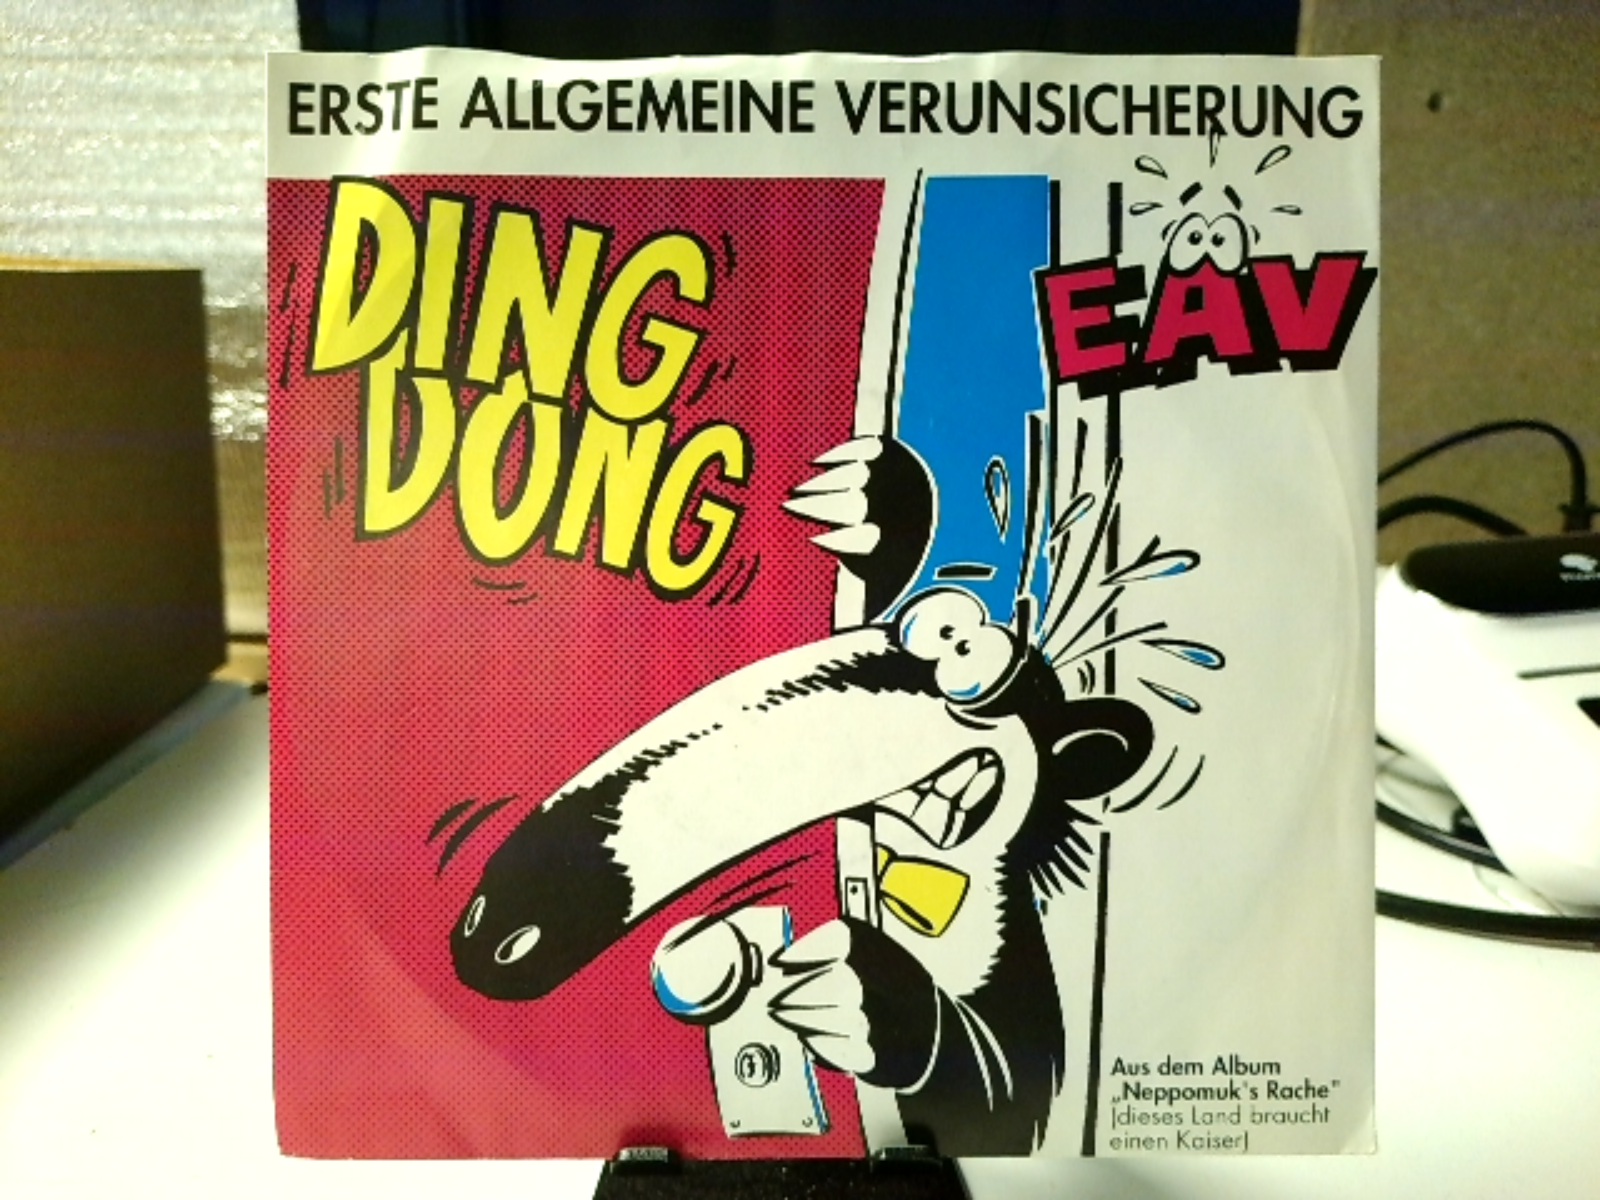 ERSTE ALLGEMEINE VERUNSICHERUNG
DING
DONG
EAV
Aus dem Album
„Neppomuk's Rache"
(dieses Land braucht
einen Kaiser)